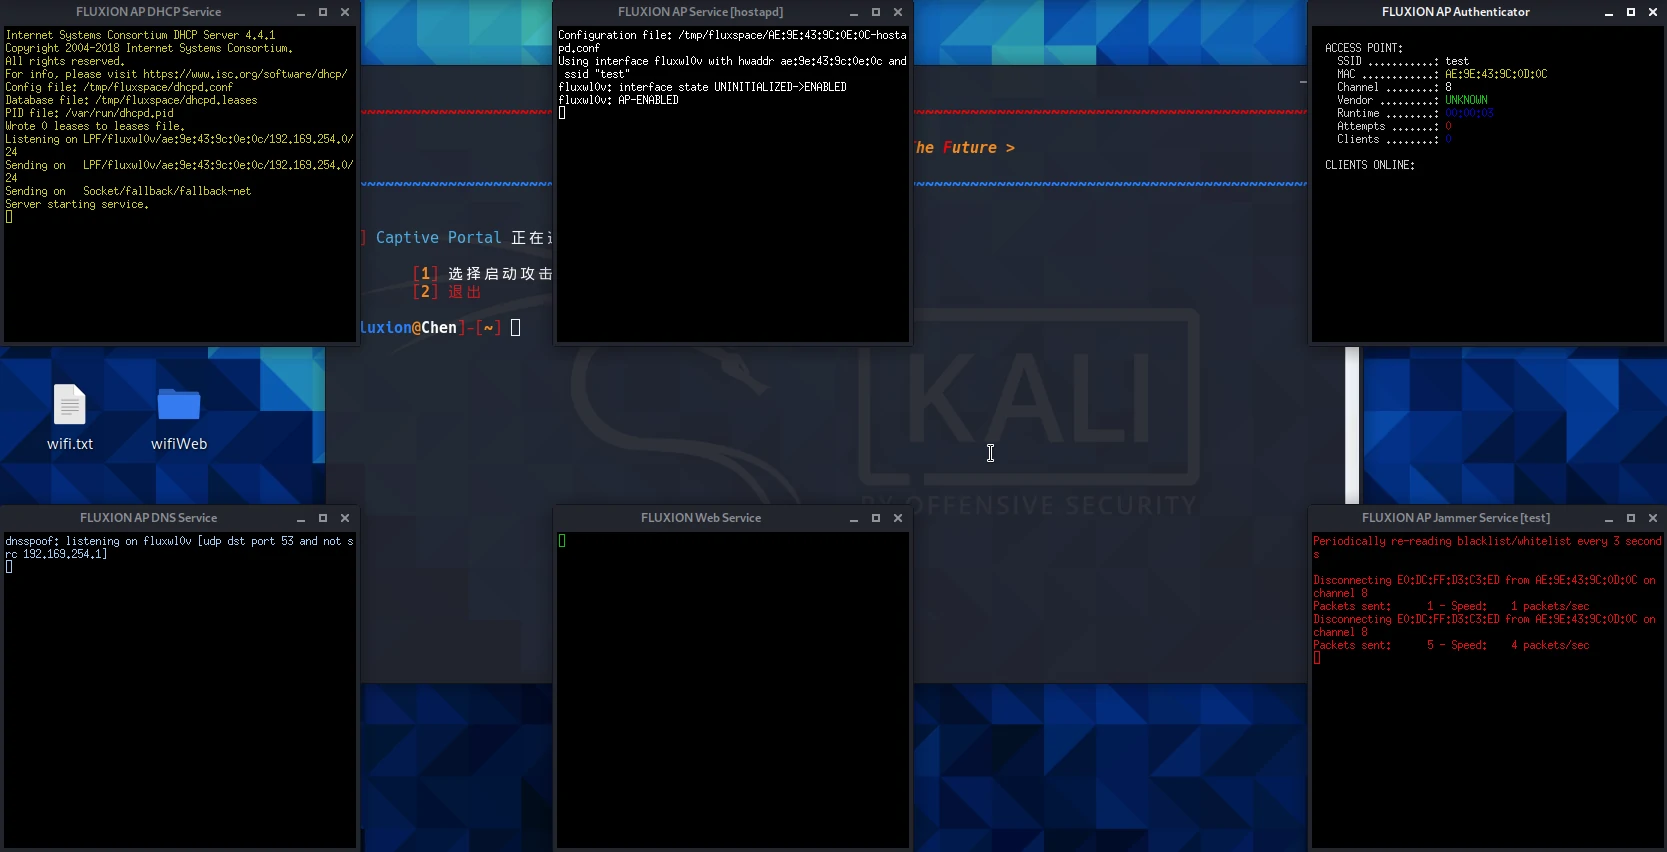 FLUXION AP DHCP Service
Internet Systems Consortium DHCP Server 4.4.1
Copyright 2004-2018 Internet Systems Consortium.
All rights reserved.
For info, please visit https://www.isc.org/software/dhcp/
Config file: /tmp/fluxspace/dhcpd.conf
Database file: /tmp/fluxspace/dhcpd.leases
PID file: /var/run/dhcpd.pid
Wrote 0 leases to leases file.
Listening on LPF/fluxwl0v/ae:9e:43:9c:0e:0c/192.169.254.0/
24
Sending on   LPF/fluxwl0v/ae:9e:43:9c:0e:0c/192.169.254.0/
24
Sending on   Socket/fallback/fallback-net
Server starting service.
FLUXION AP Service [hostapd]
Configuration file: /tmp/fluxspace/AE:9E:43:9C:0E:0C-hosta
pd.conf
Using interface fluxwl0v with hwaddr ae:9e:43:9c:0e:0c and
 ssid "test"
fluxwl0v: interface state UNINITIALIZED->ENABLED
fluxwl0v: AP-ENABLED
FLUXION AP Authenticator
ACCESS POINT:
SSID ...........: test
MAC ............: AE:9E:43:9C:0D:0C
Channel ........: 8
Vendor .........: UNKNOWN
Runtime ........: 00:00:03
Attempts .......: 0
Clients ........: 0
CLIENTS ONLINE:
he Future >
] Captive Portal 正在
[1] 选择启动攻击
[2] 退出
luxion@Chen]-[~]
KALI
BY OFFENSIVE SECURITY
wifi.txt
wifiWeb
FLUXION AP DNS Service
dnsspoof: listening on fluxwl0v [udp dst port 53 and not s
rc 192.169.254.1]
FLUXION Web Service
FLUXION AP Jammer Service [test]
Periodically re-reading blacklist/whitelist every 3 second
s
Disconnecting E0:DC:FF:D3:C3:ED from AE:9E:43:9C:0D:0C on
channel 8
Packets sent:      1 - Speed:    1 packets/sec
Disconnecting E0:DC:FF:D3:C3:ED from AE:9E:43:9C:0D:0C on
channel 8
Packets sent:      5 - Speed:    4 packets/sec